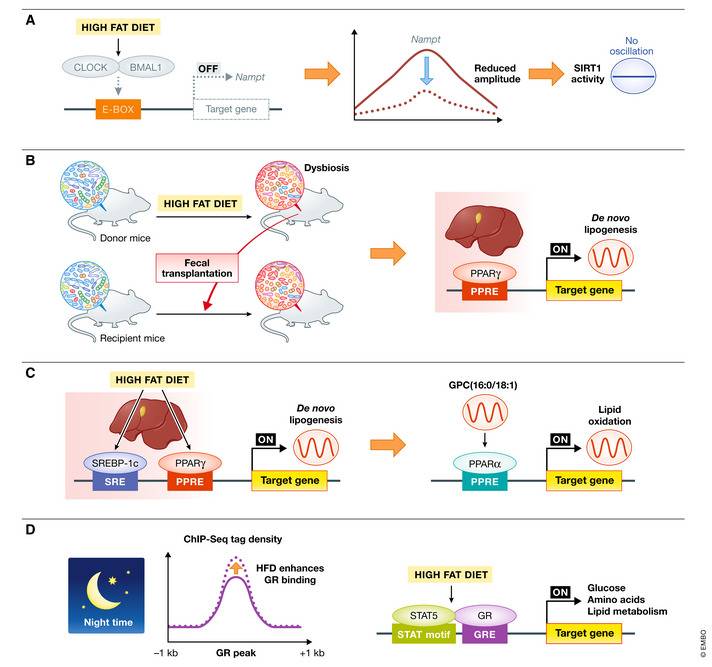 A
HIGH FAT DIET
CLOCK
BMAL1
OFF
Nampt
E-BOX
Target gene
Nampt
Reduced
amplitude
SIRT1
activity
No
oscillation
B
Dysbiosis
HIGH FAT DIET
Donor mice
Fecal
transplantation
Recipient mice
PPARγ
PPRE
ON
De novo
lipogenesis
Target gene
C
HIGH FAT DIET
SREBP-1c
SRE
PPARγ
PPRE
ON
De novo
lipogenesis
Target gene
GPC(16:0/18:1)
PPARα
PPRE
ON
Lipid
oxidation
Target gene
D
Night time
ChIP-Seq tag density
HFD enhances
GR binding
–1 kb
GR peak
+1 kb
HIGH FAT DIET
STAT5
GR
STAT motif
GRE
ON
Glucose
Amino acids
Lipid metabolism
Target gene
© EMBO